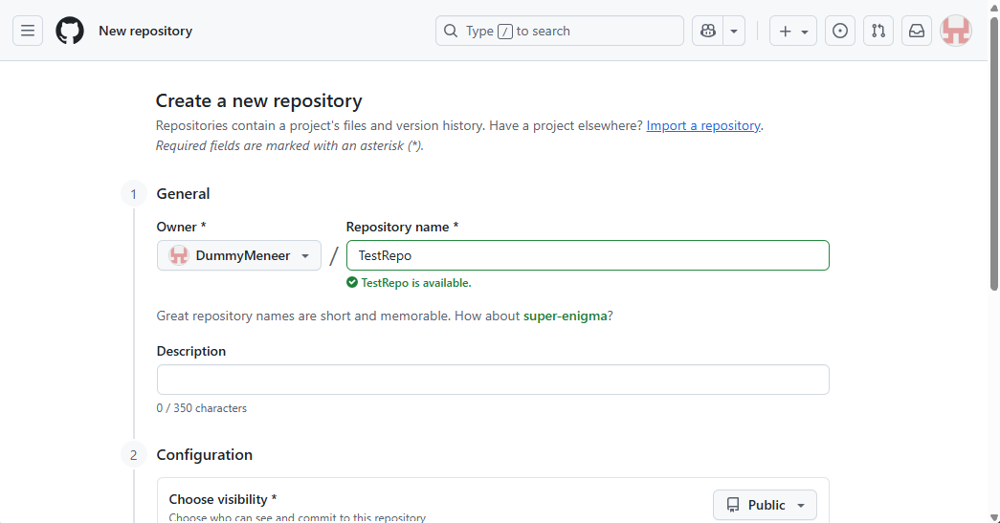 New repository
Type / to search
Create a new repository
Repositories contain a project's files and version history. Have a project elsewhere? Import a repository.
Required fields are marked with an asterisk (*).
1 General
Owner * Repository name *
DummyMeneer / TestRepo
TestRepo is available.
Great repository names are short and memorable. How about super-enigma?
Description
0 / 350 characters
2 Configuration
Choose visibility * Public
Choose who can see and commit to this repository